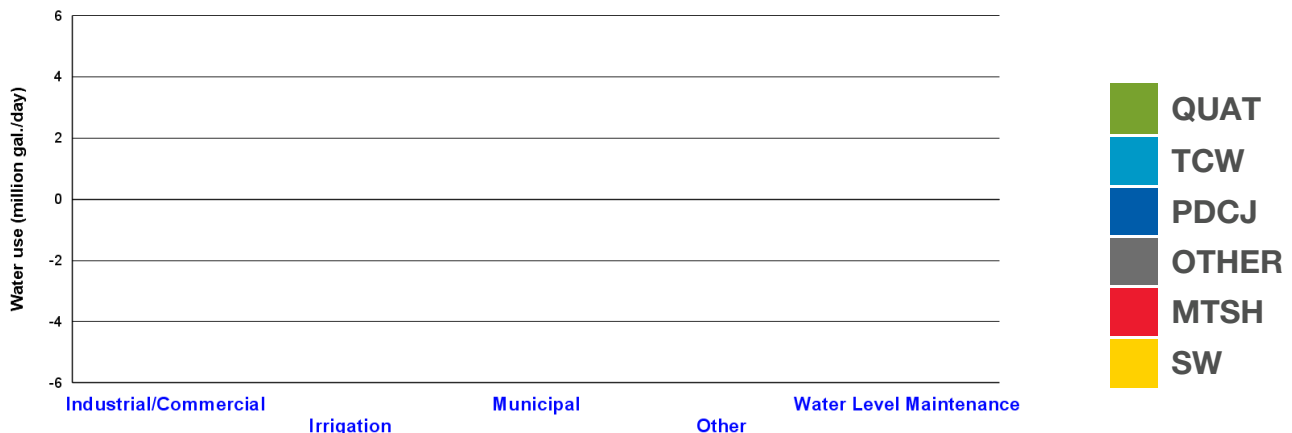 Water use (million gal./day)
6
4
2
0
-2
-4
-6
Industrial/Commercial
Irrigation
Municipal
Other
Water Level Maintenance
QUAT
TCW
PDCJ
OTHER
MTSH
SW